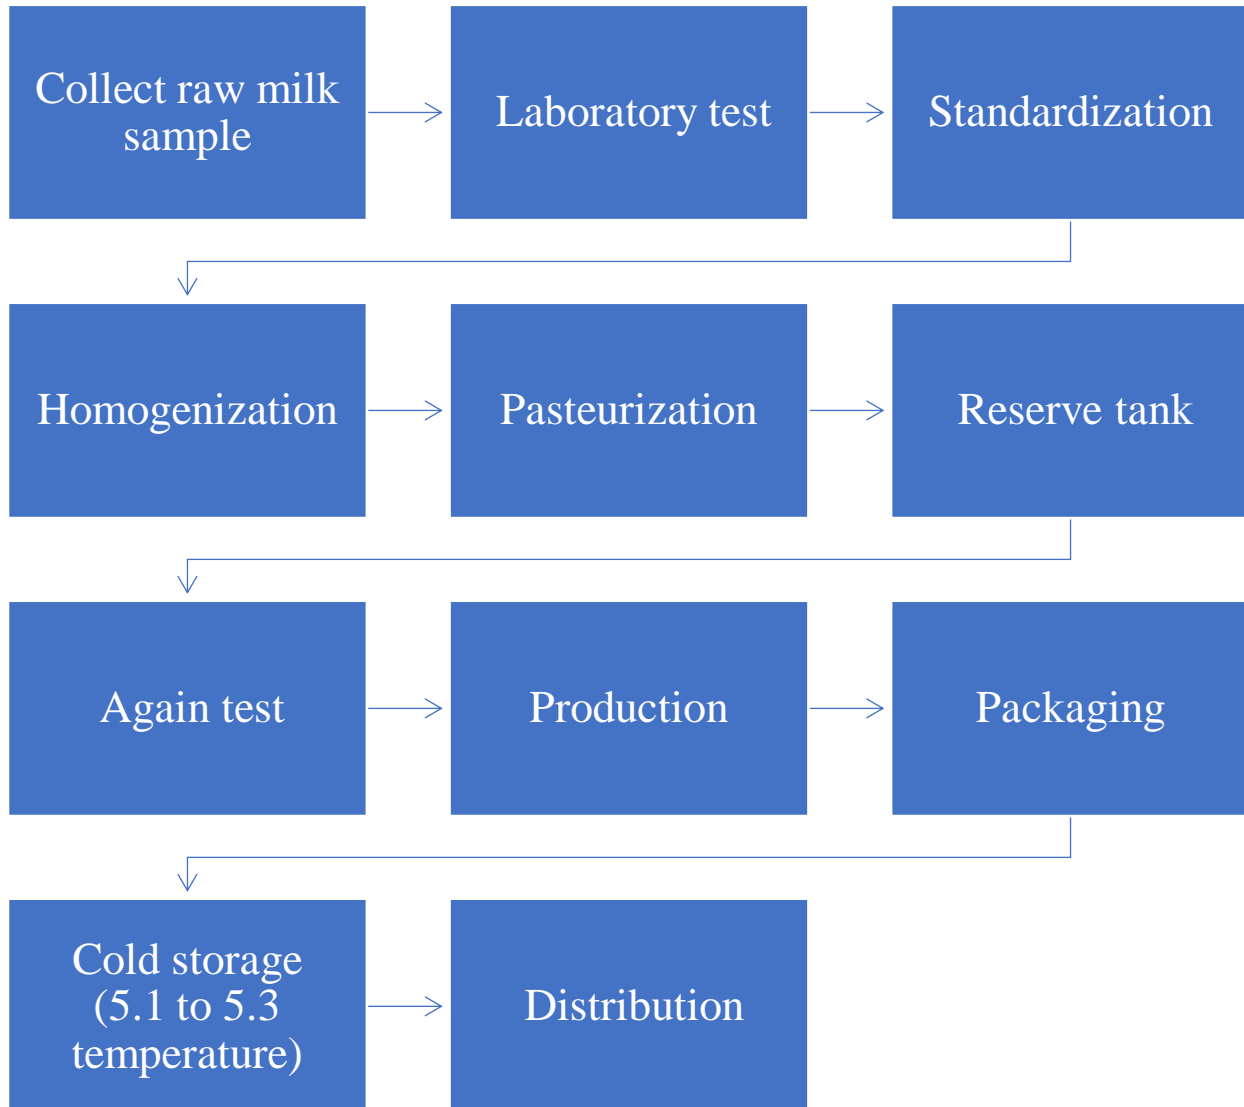 Collect raw milk
sample
Laboratory test
Standardization
Homogenization
Pasteurization
Reserve tank
Again test
Production
Packaging
Cold storage
(5.1 to 5.3
temperature)
Distribution